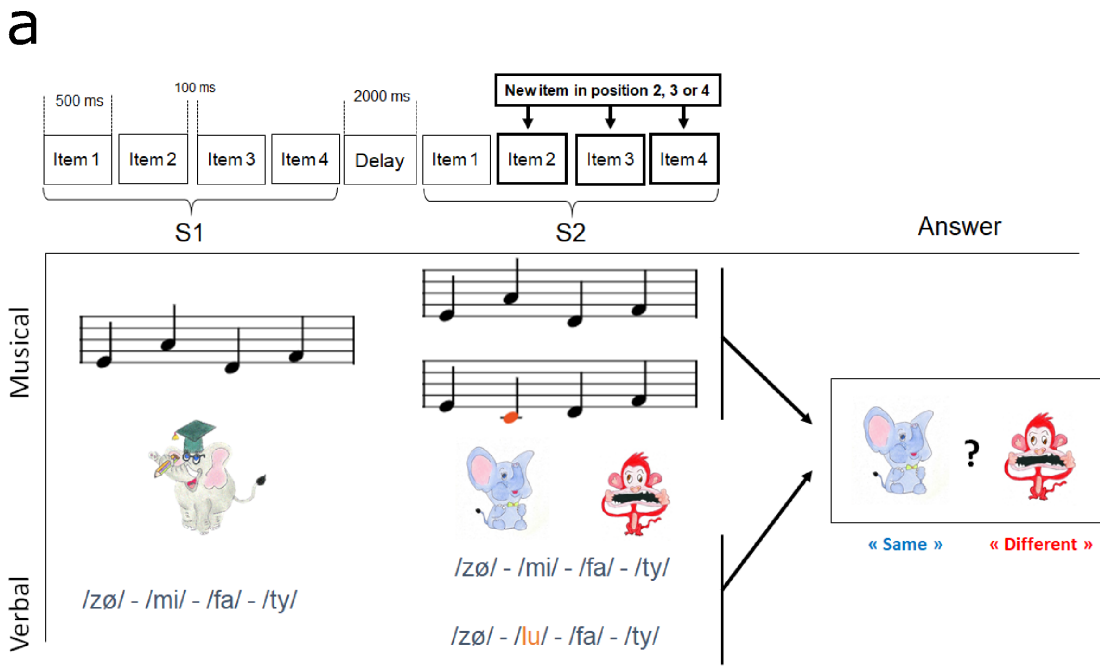 a
500 ms
100 ms
2000 ms
New item in position 2, 3 or 4
Item 1
Item 2
Item 3
Item 4
Delay
Item 1
Item 2
Item 3
Item 4
S1
S2
Answer
Musical
?
« Same »
« Different »
Verbal
/zø/ - /mi/ - /fa/ - /ty/
/zø/ - /mi/ - /fa/ - /ty/
/zø/ - /lu/ - /fa/ - /ty/